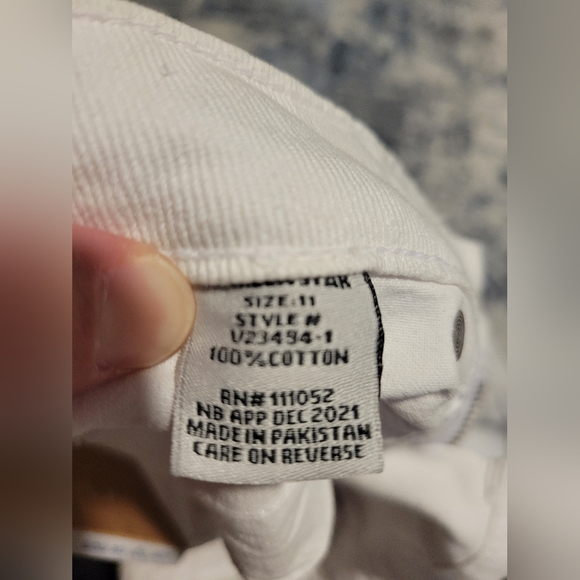 SIZE:11
STYLE #
V23494-1
100%COTTON
RN# 111052
NB APP DEC 2021
MADE IN PAKISTAN
CARE ON REVERSE